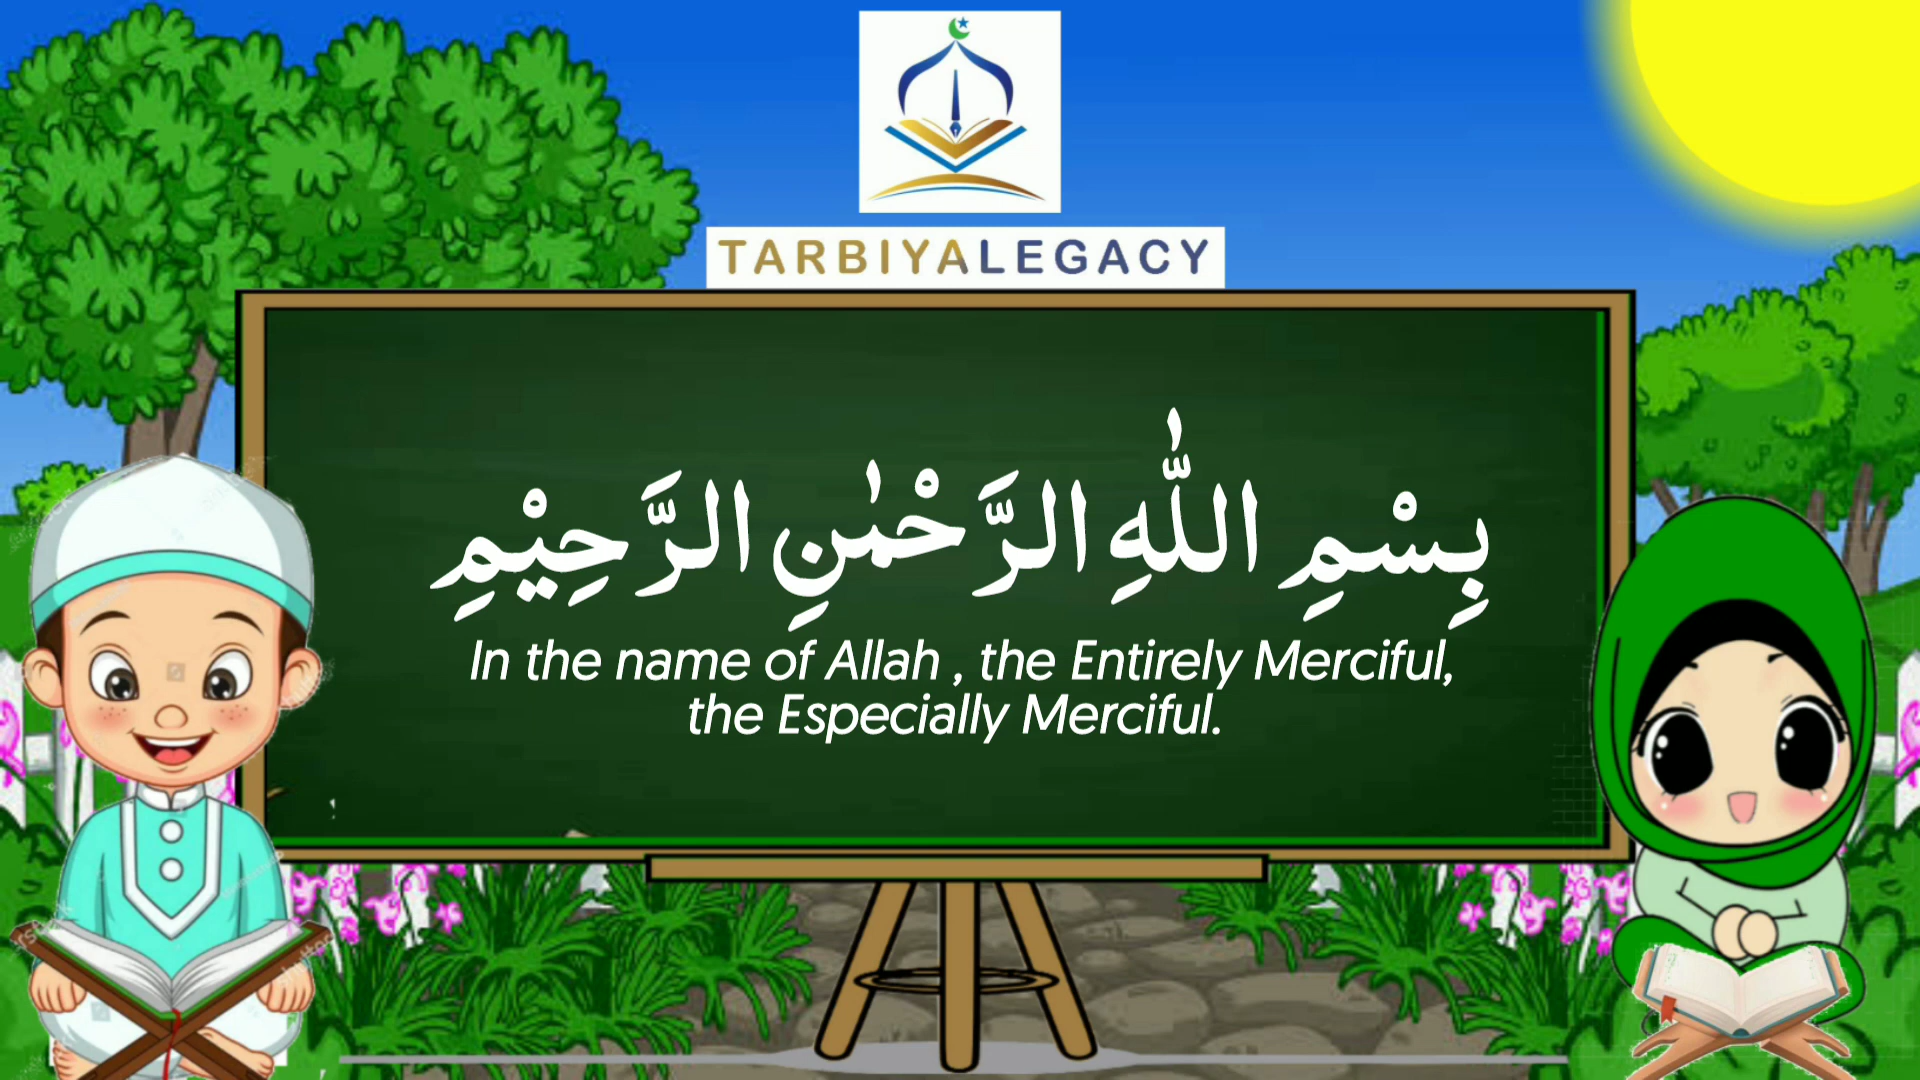 TARBIYALEGACY
بِسْمِ اللّٰهِ الرَّحْمٰنِ الرَّحِيْمِ
In the name of Allah , the Entirely Merciful,
the Especially Merciful.